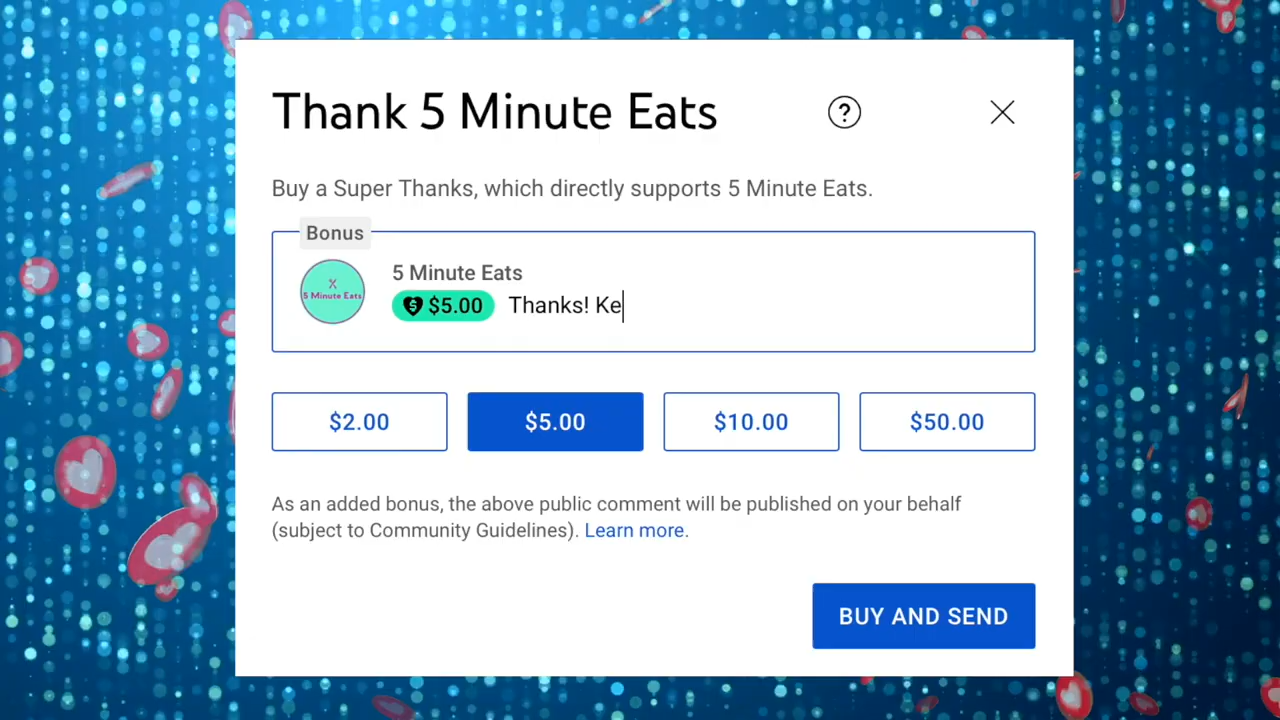 Thank 5 Minute Eats
?
Buy a Super Thanks, which directly supports 5 Minute Eats.
Bonus
X
5 Minute Eats
5 Minute Eats
$ $5.00 Thanks! Ke
$2.00 $5.00 $10.00 $50.00
As an added bonus, the above public comment will be published on your behalf
(subject to Community Guidelines). Learn more.
BUY AND SEND